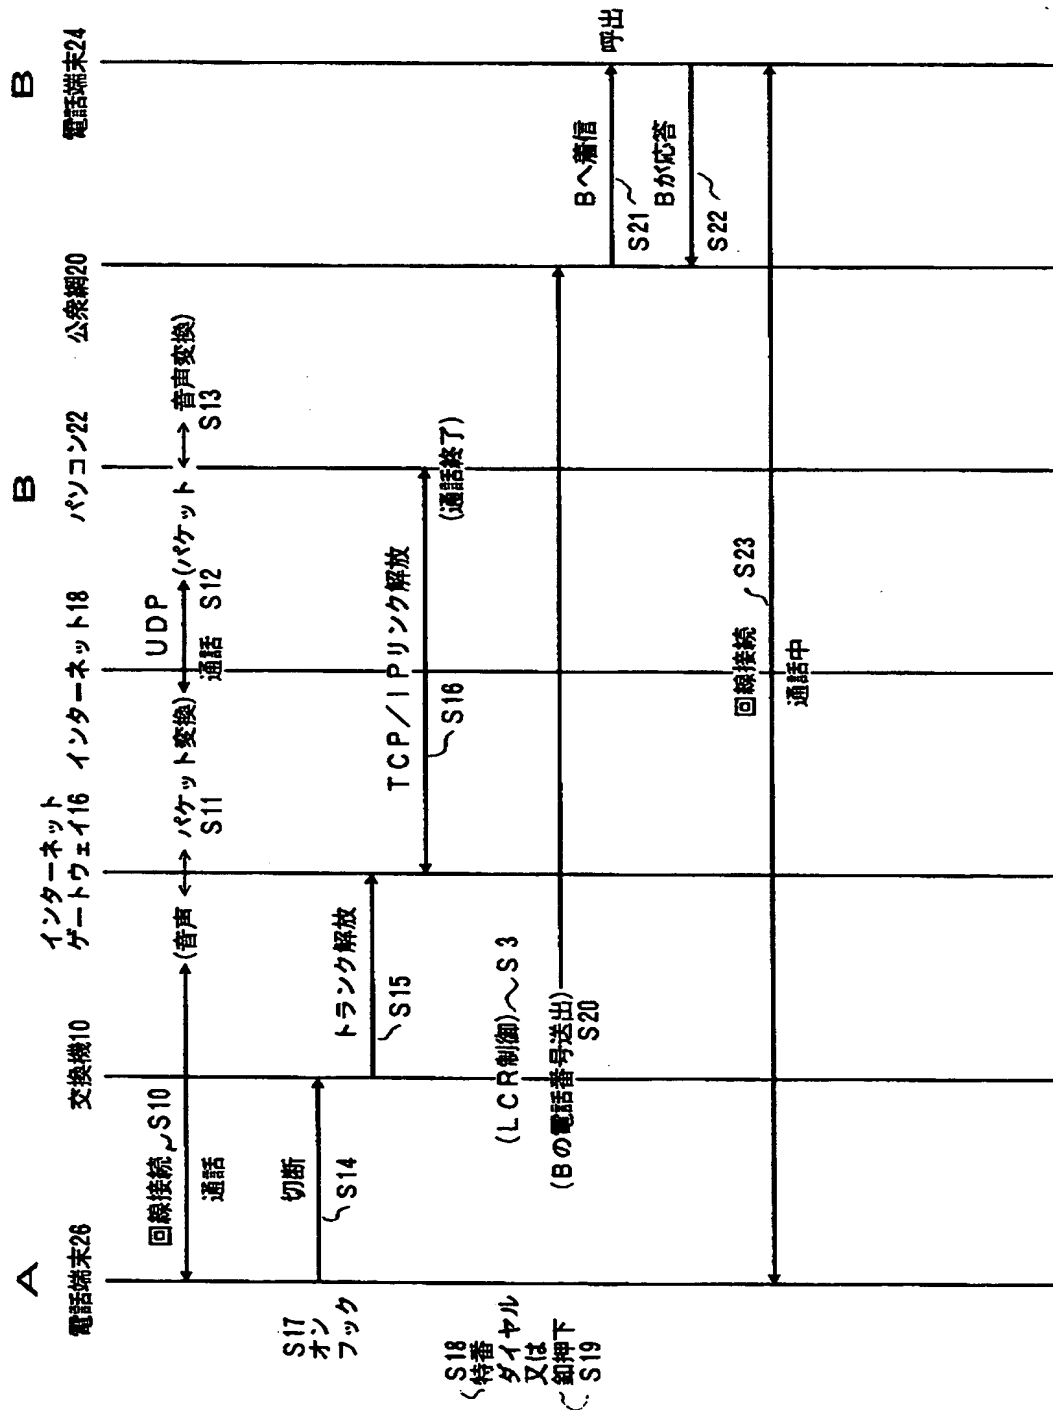 A
B
B
電話端末26
交換機10
インターネット
ゲートウェイ16
インターネット18
パソコン22
公衆網20
電話端末24
回線接続 S10
通話
(音声
パケット変換)
S11
UDP
通話 S12
(パケット
音声変換)
S13
S17
オン
フック
切断
S14
トランク解放
S15
TCP/IPリンク解放
S16
(通話終了)
S18
特番
ダイヤル
又は
釦押下
S19
(LCR制御)～S3
(Bの電話番号送出)
S20
Bへ着信
S21
呼出
Bが応答
S22
回線接続 S23
通話中